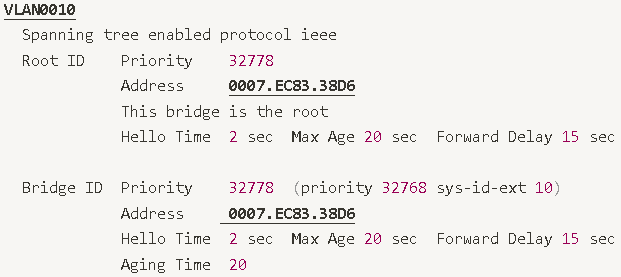 VLAN0010
Spanning tree enabled protocol ieee
Root ID Priority 32778
Address 0007.EC83.38D6
This bridge is the root
Hello Time 2 sec Max Age 20 sec Forward Delay 15 sec
Bridge ID Priority 32778 (priority 32768 sys-id-ext 10)
Address 0007.EC83.38D6
Hello Time 2 sec Max Age 20 sec Forward Delay 15 sec
Aging Time 20